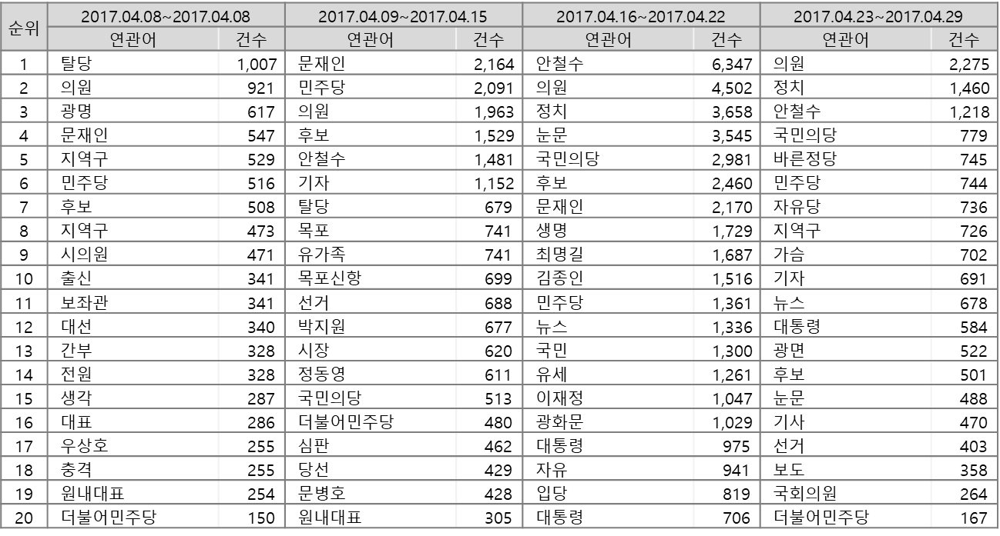 순위 2017.04.08~2017.04.08 2017.04.09~2017.04.15 2017.04.16~2017.04.22 2017.04.23~2017.04.29
연관어 건수 연관어 건수 연관어 건수 연관어 건수
1 탈당 1,007 문재인 2,164 안철수 6,347 의원 2,275
2 의원 921 민주당 2,091 의원 4,502 정치 1,460
3 광명 617 의원 1,963 정치 3,658 안철수 1,218
4 문재인 547 후보 1,529 눈문 3,545 국민의당 779
5 지역구 529 안철수 1,481 국민의당 2,981 바른정당 745
6 민주당 516 기자 1,152 후보 2,460 민주당 744
7 후보 508 탈당 679 문재인 2,170 자유당 736
8 지역구 473 목포 741 생명 1,729 지역구 726
9 시의원 471 유가족 741 최명길 1,687 가슴 702
10 출신 341 목포신항 699 김종인 1,516 기자 691
11 보좌관 341 선거 688 민주당 1,361 뉴스 678
12 대선 340 박지원 677 뉴스 1,336 대통령 584
13 간부 328 시장 620 국민 1,300 광면 522
14 전원 328 정동영 611 유세 1,261 후보 501
15 생각 287 국민의당 513 이재정 1,047 눈문 488
16 대표 286 더불어민주당 480 광화문 1,029 기사 470
17 우상호 255 심판 462 대통령 975 선거 403
18 충격 255 당선 429 자유 941 보도 358
19 원내대표 254 문병호 428 입당 819 국회의원 264
20 더불어민주당 150 원내대표 305 대통령 706 더불어민주당 167